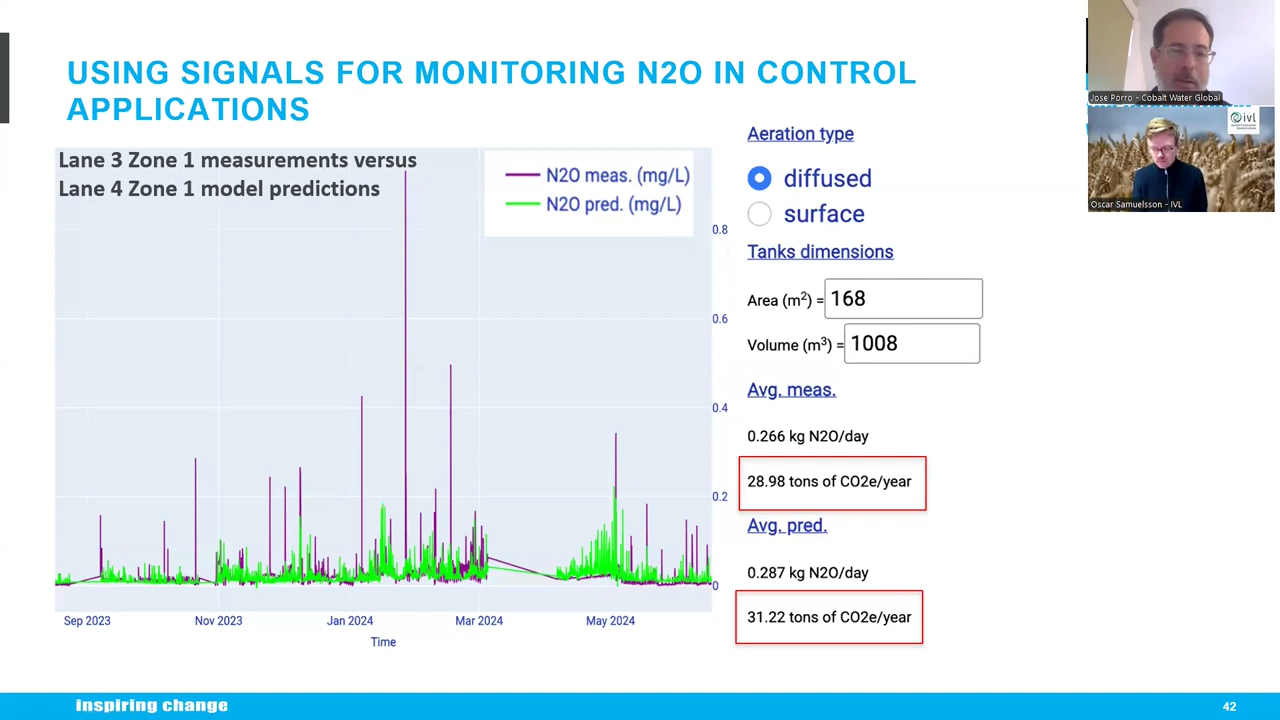 USING SIGNALS FOR MONITORING N2O IN CONTROL
APPLICATIONS
Lane 3 Zone 1 measurements versus
Lane 4 Zone 1 model predictions
N2O meas. (mg/L)
N2O pred. (mg/L)
0.8
0.6
0.4
0.2
0
Sep 2023
Nov 2023
Jan 2024
Mar 2024
May 2024
Time
Aeration type
diffused
surface
Tanks dimensions
Area (m²) = 168
Volume (m³) = 1008
Avg. meas.
0.266 kg N2O/day
28.98 tons of CO2e/year
Avg. pred.
0.287 kg N2O/day
31.22 tons of CO2e/year
Jose Porro - Cobalt Water Global
ivl
Oscar Samuelsson - IVL
inspiring change
42